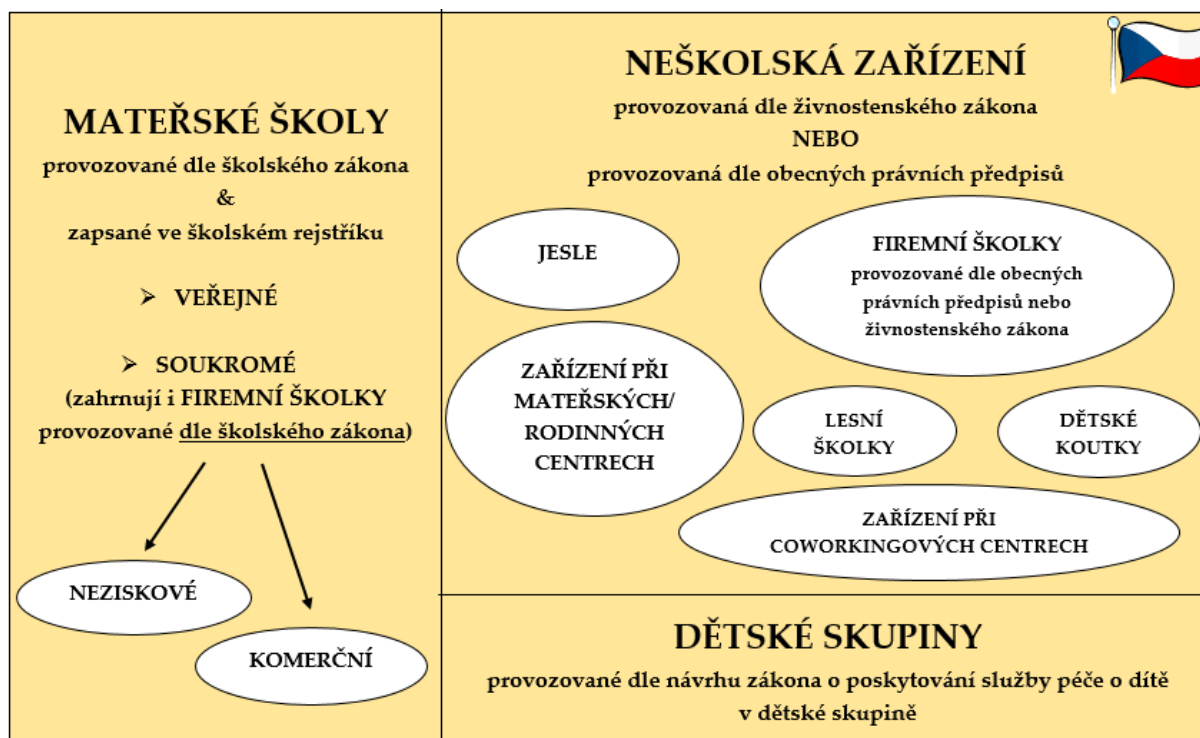 MATEŘSKÉ ŠKOLY
provozované dle školského zákona
&
zapsané ve školském rejstříku
➢ VEŘEJNÉ
➢ SOUKROMÉ
(zahrnují i FIREMNÍ ŠKOLKY
provozované dle školského zákona)
NEZISKOVÉ
KOMERČNÍ
NEŠKOLSKÁ ZAŘÍZENÍ
provozovaná dle živnostenského zákona
NEBO
provozovaná dle obecných právních předpisů
JESLE
FIREMNÍ ŠKOLKY
provozované dle obecných
právních předpisů nebo
živnostenského zákona
ZAŘÍZENÍ PŘI
MATEŘSKÝCH/
RODINNÝCH
CENTRECH
LESNÍ
ŠKOLKY
DĚTSKÉ
KOUTKY
ZAŘÍZENÍ PŘI
COWORKINGOVÝCH CENTRECH
DĚTSKÉ SKUPINY
provozované dle návrhu zákona o poskytování služby péče o dítě
v dětské skupině